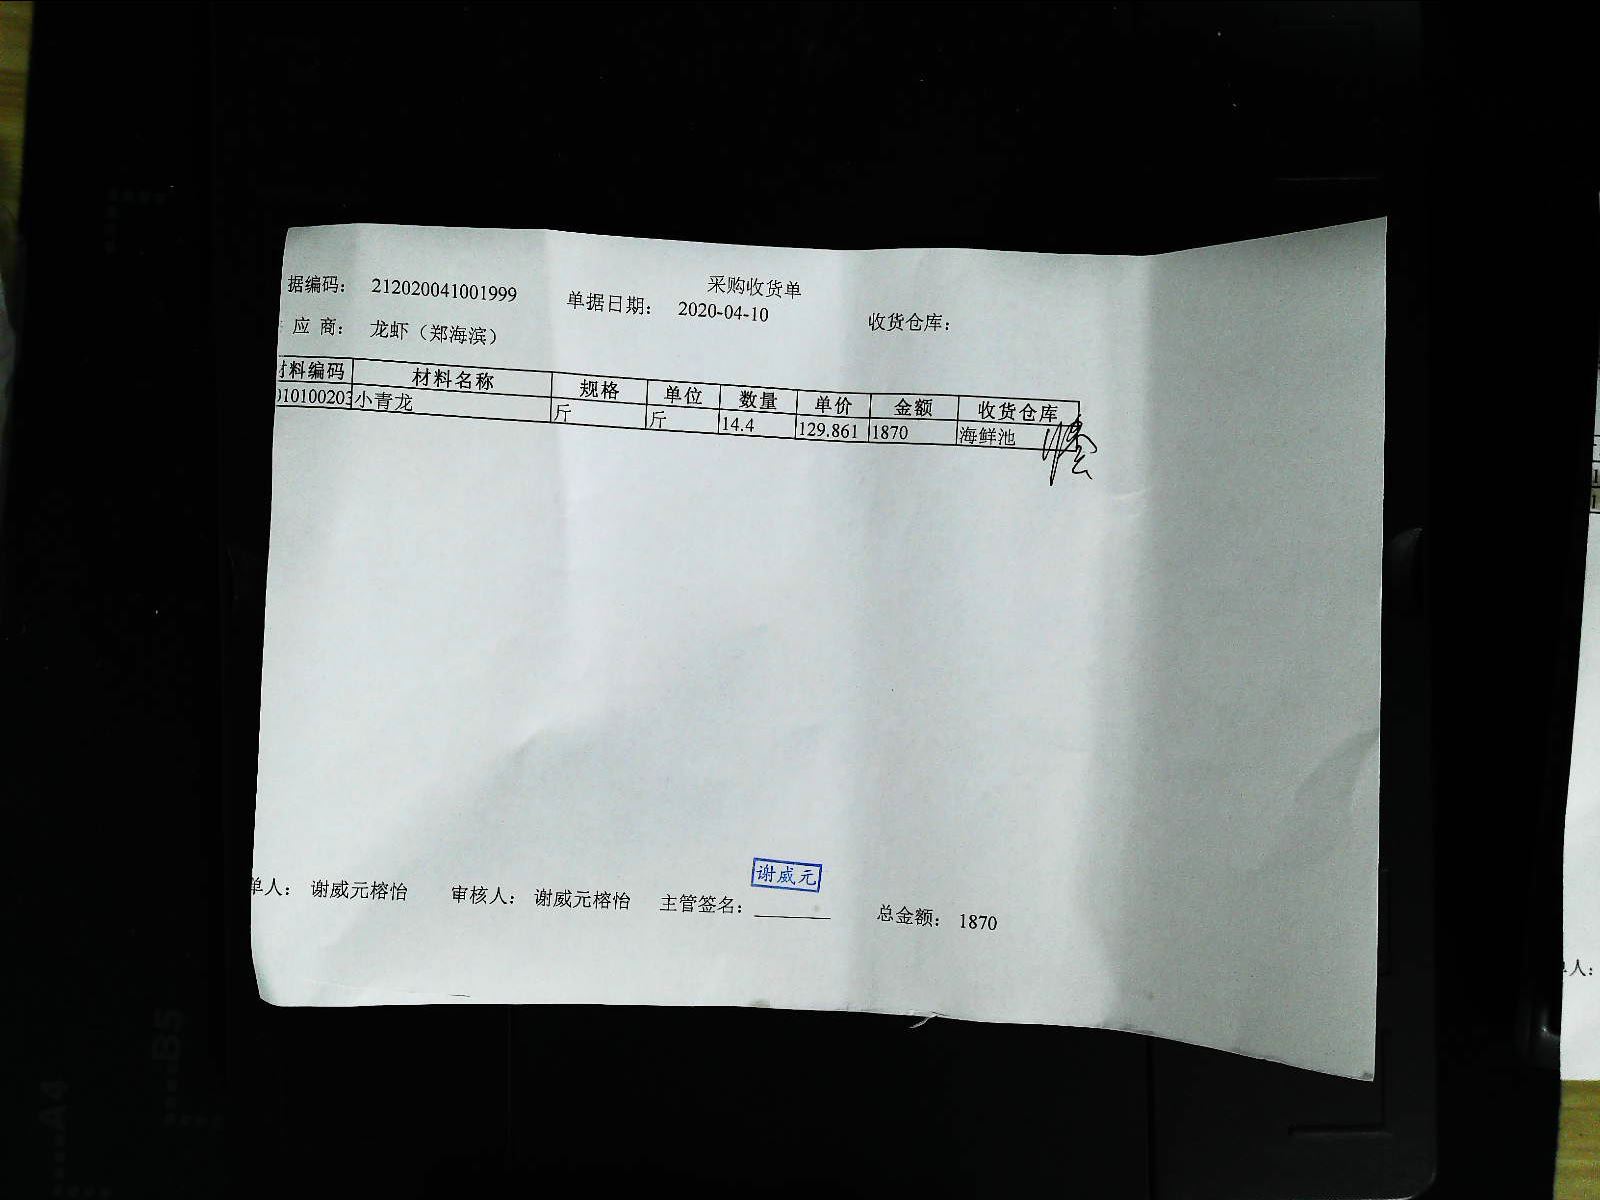 采购收货单
据编码： 212020041001999 单据日期： 2020-04-10 收货仓库：
应 商： 龙虾（郑海滨）
材料编码 材料名称 规格 单位 数量 单价 金额 收货仓库
010100203 小青龙 斤 斤 14.4 129.861 1870 海鲜池
谢威元
单人： 谢威元榕怡 审核人： 谢威元榕怡 主管签名： 总金额： 1870
A4
B5